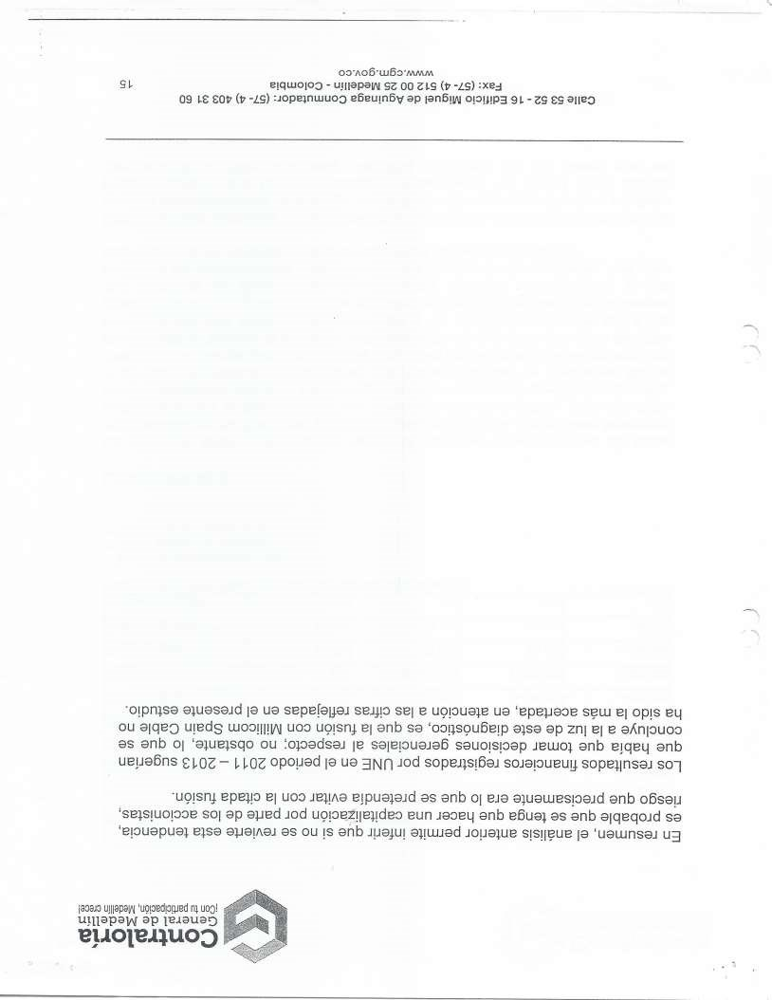 Contraloría
General de Medellín
¡Con tu participación, Medellín crece!
En resumen, el análisis anterior permite inferir que si no se revierte esta tendencia,
es probable que se tenga que hacer una capitalización por parte de los accionistas,
riesgo que precisamente era lo que se pretendía evitar con la citada fusión.
Los resultados financieros registrados por UNE en el periodo 2011 – 2013 sugerían
que había que tomar decisiones gerenciales al respecto; no obstante, lo que se
concluye a la luz de este diagnóstico, es que la fusión con Millicom Spain Cable no
ha sido la más acertada, en atención a las cifras reflejadas en el presente estudio.
Calle 53 52 - 16 Edificio Miguel de Aguinaga Conmutador: (57- 4) 403 31 60
Fax: (57- 4) 512 00 25 Medellín - Colombia
www.cgm.gov.co
15